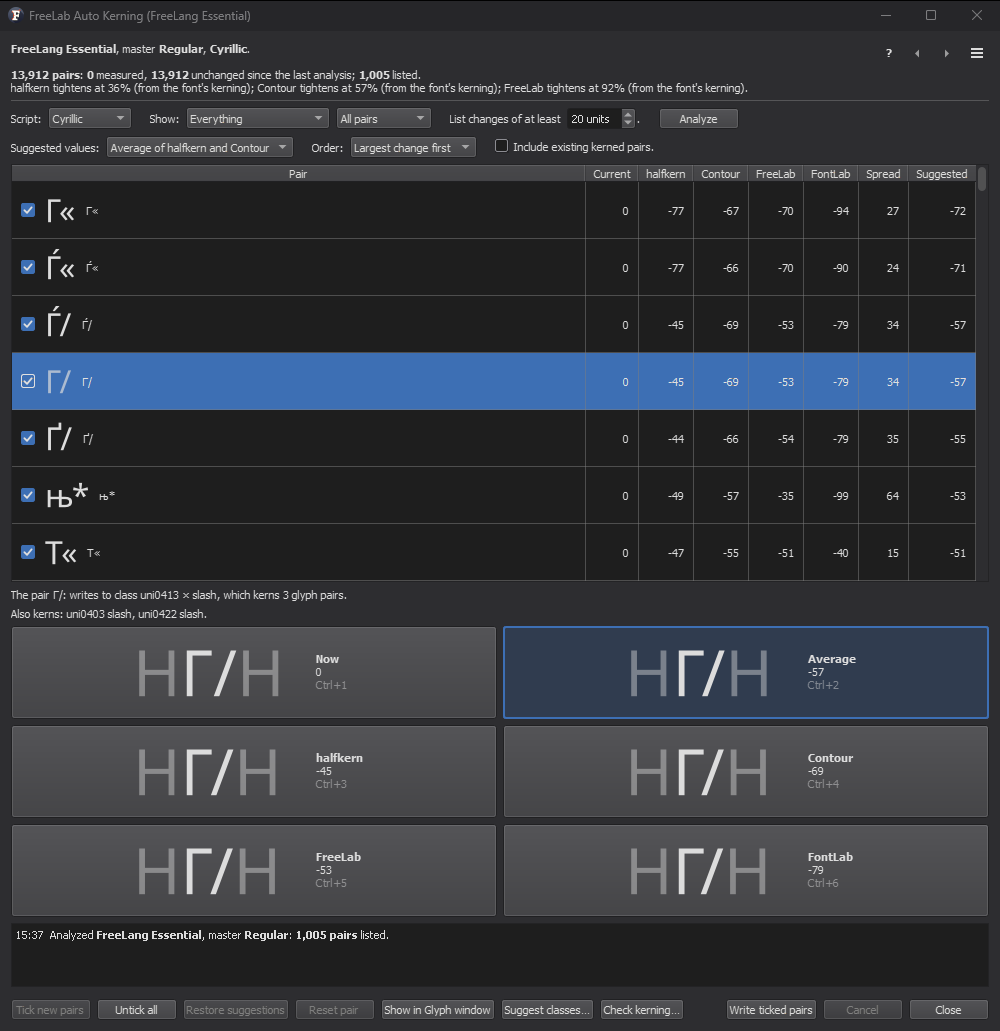 FreeLab Auto Kerning (FreeLang Essential)
FreeLang Essential, master Regular, Cyrillic.
?
13,912 pairs: 0 measured, 13,912 unchanged since the last analysis; 1,005 listed.
halfkern tightens at 36% (from the font's kerning); Contour tightens at 57% (from the font's kerning); FreeLab tightens at 92% (from the font's kerning).
Script: Cyrillic Show: Everything All pairs List changes of at least 20 units . Analyze
Suggested values: Average of halfkern and Contour Order: Largest change first Include existing kerned pairs.
Pair Current halfkern Contour FreeLab FontLab Spread Suggested
Г« Г« 0 -77 -67 -70 -94 27 -72
Ѓ« Ѓ« 0 -77 -66 -70 -90 24 -71
Ѓ/ Ѓ/ 0 -45 -69 -53 -79 34 -57
Г/ Г/ 0 -45 -69 -53 -79 34 -57
Ґ/ Ґ/ 0 -44 -66 -54 -79 35 -55
њ* њ* 0 -49 -57 -35 -99 64 -53
Т« Т« 0 -47 -55 -51 -40 15 -51
The pair Г/: writes to class uni0413 × slash, which kerns 3 glyph pairs.
Also kerns: uni0403 slash, uni0422 slash.
НГ/Н Now
0
Ctrl+1
НГ/Н Average
-57
Ctrl+2
НГ/Н halfkern
-45
Ctrl+3
НГ/Н Contour
-69
Ctrl+4
НГ/Н FreeLab
-53
Ctrl+5
НГ/Н FontLab
-79
Ctrl+6
15:37 Analyzed FreeLang Essential, master Regular: 1,005 pairs listed.
Tick new pairs Untick all Restore suggestions Reset pair Show in Glyph window Suggest classes... Check kerning... Write ticked pairs Cancel Close